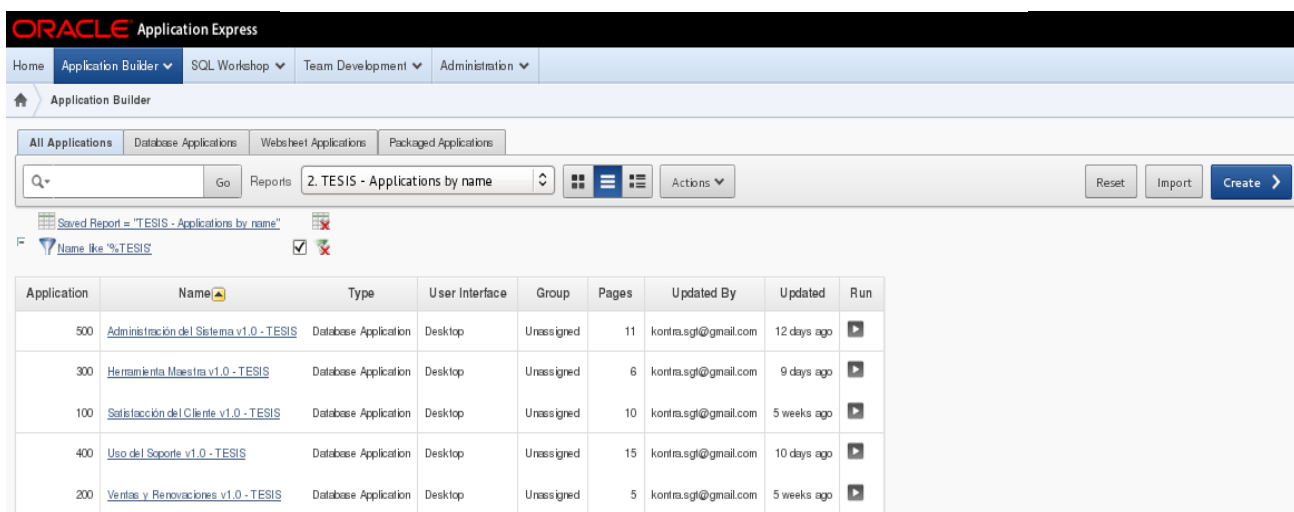 ORACLE Application Express
Home Application Builder SQL Workshop Team Development Administration
Application Builder
All Applications Database Applications Websheet Applications Packaged Applications
Go Reports 2. TESIS - Applications by name Actions Reset Import Create
Saved Report = "TESIS - Applications by name"
Name like '%TESIS'
Application Name Type User Interface Group Pages Updated By Updated Run
500 Administración del Sistema v1.0 - TESIS Database Application Desktop Unassigned 11 kontra.sgt@gmail.com 12 days ago
300 Herramienta Maestra v1.0 - TESIS Database Application Desktop Unassigned 6 kontra.sgt@gmail.com 9 days ago
100 Satisfacción del Cliente v1.0 - TESIS Database Application Desktop Unassigned 10 kontra.sgt@gmail.com 5 weeks ago
400 Uso del Soporte v1.0 - TESIS Database Application Desktop Unassigned 15 kontra.sgt@gmail.com 10 days ago
200 Ventas y Renovaciones v1.0 - TESIS Database Application Desktop Unassigned 5 kontra.sgt@gmail.com 5 weeks ago